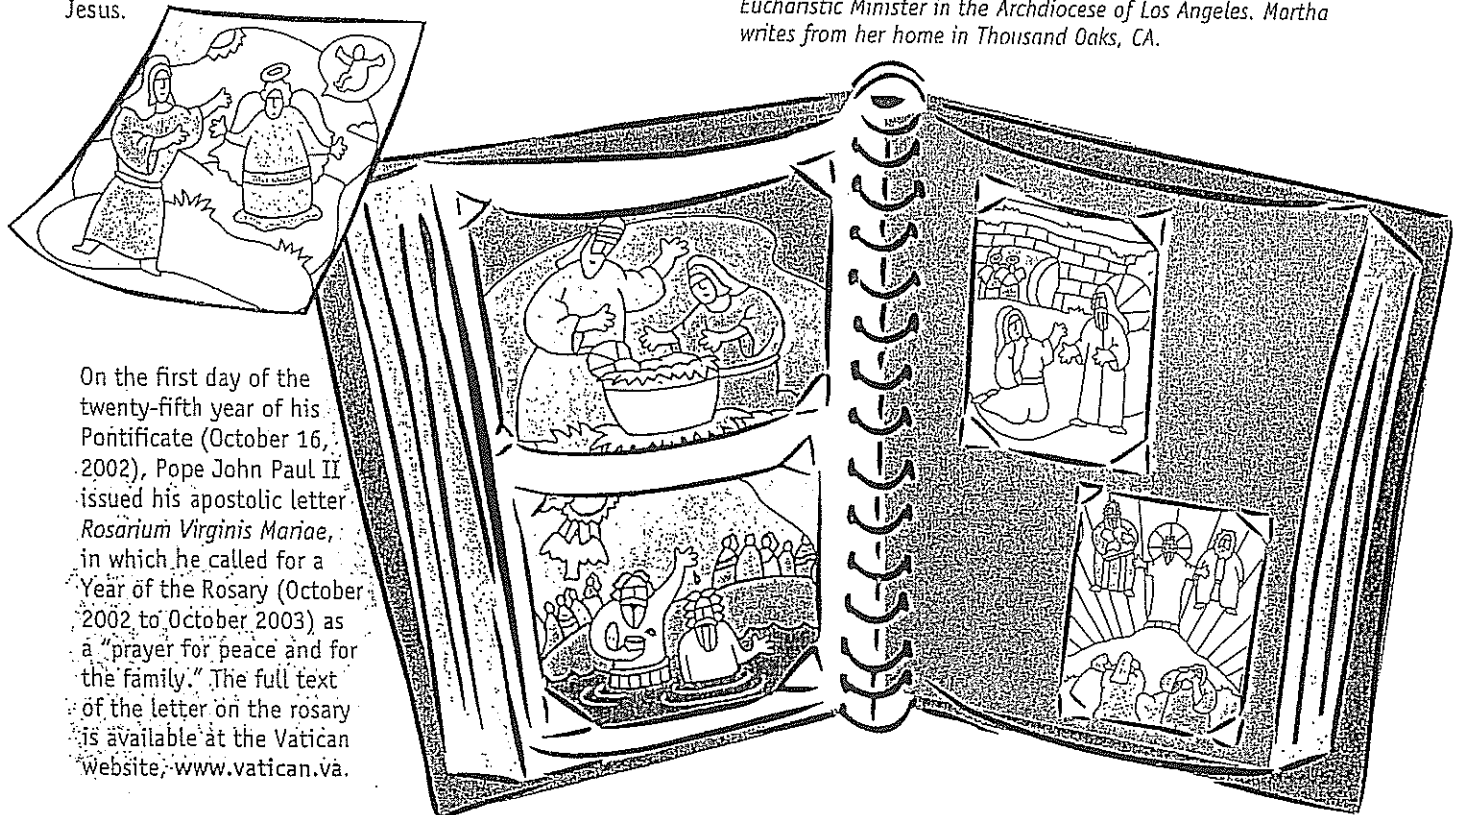 Jesus.
Eucharistic Minister in the Archdiocese of Los Angeles. Martha
writes from her home in Thousand Oaks, CA.
On the first day of the
twenty-fifth year of his
Pontificate (October 16,
2002), Pope John Paul II
issued his apostolic letter
Rosarium Virginis Mariae,
in which he called for a
Year of the Rosary (October
2002 to October 2003) as
a "prayer for peace and for
the family." The full text
of the letter on the rosary
is available at the Vatican
website, www.vatican.va.